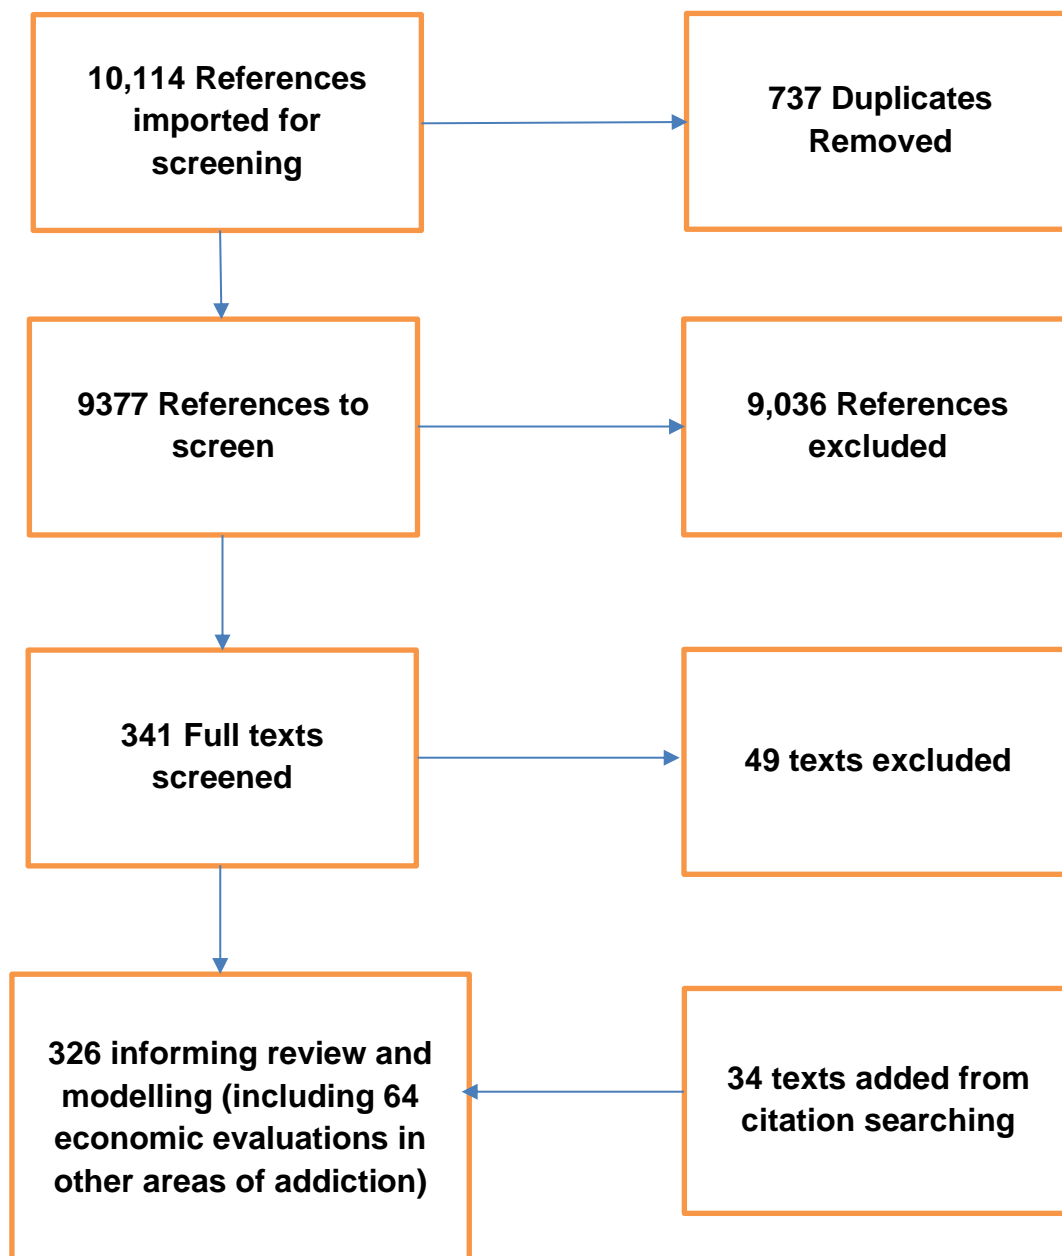 10,114 References
imported for
screening
737 Duplicates
Removed
9377 References to
screen
9,036 References
excluded
341 Full texts
screened
49 texts excluded
326 informing review and
modelling (including 64
economic evaluations in
other areas of addiction)
34 texts added from
citation searching